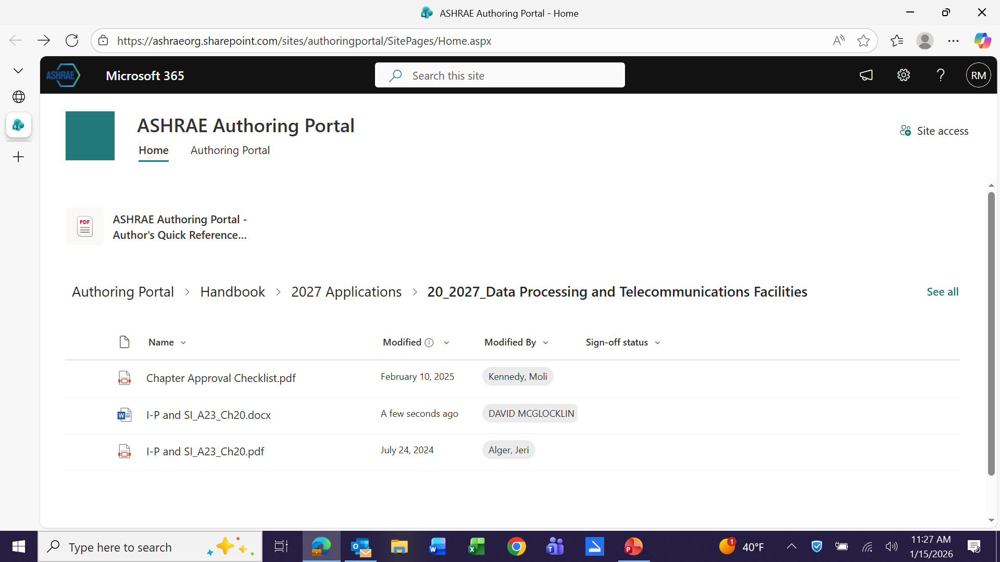 ASHRAE Authoring Portal - Home
https://ashraeorg.sharepoint.com/sites/authoringportal/SitePages/Home.aspx
ASHRAE
Microsoft 365
Search this site
RM
ASHRAE Authoring Portal
Home
Authoring Portal
Site access
PDF
ASHRAE Authoring Portal -
Author's Quick Reference...
Authoring Portal > Handbook > 2027 Applications > 20_2027_Data Processing and Telecommunications Facilities
See all
Name
Modified
Modified By
Sign-off status
Chapter Approval Checklist.pdf
February 10, 2025
Kennedy, Moli
I-P and SI_A23_Ch20.docx
A few seconds ago
DAVID MCGLOCKLIN
I-P and SI_A23_Ch20.pdf
July 24, 2024
Alger, Jeri
Type here to search
1
40°F
11:27 AM
1/15/2026